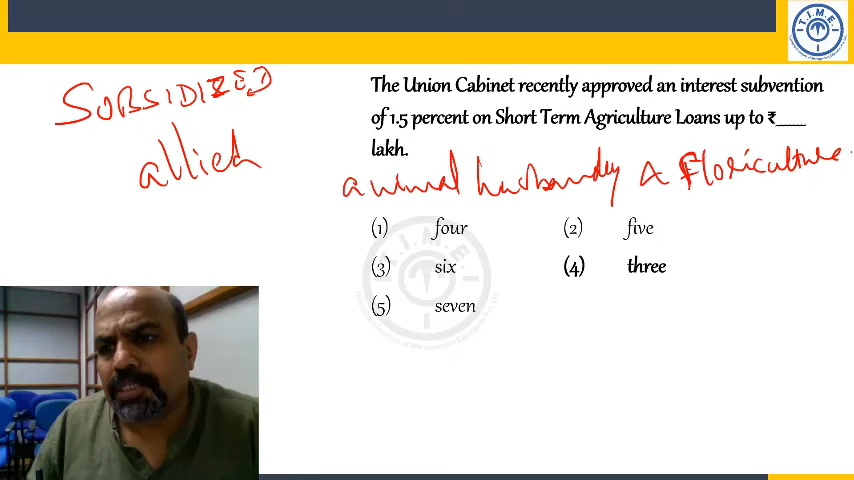 T.I.M.E.
SUBSIDIZED
allied
The Union Cabinet recently approved an interest subvention
of 1.5 percent on Short Term Agriculture Loans up to ₹____
lakh.
animal husbandry & Floriculture
(1) four (2) five
(3) six (4) three
(5) seven
T.I.M.E.